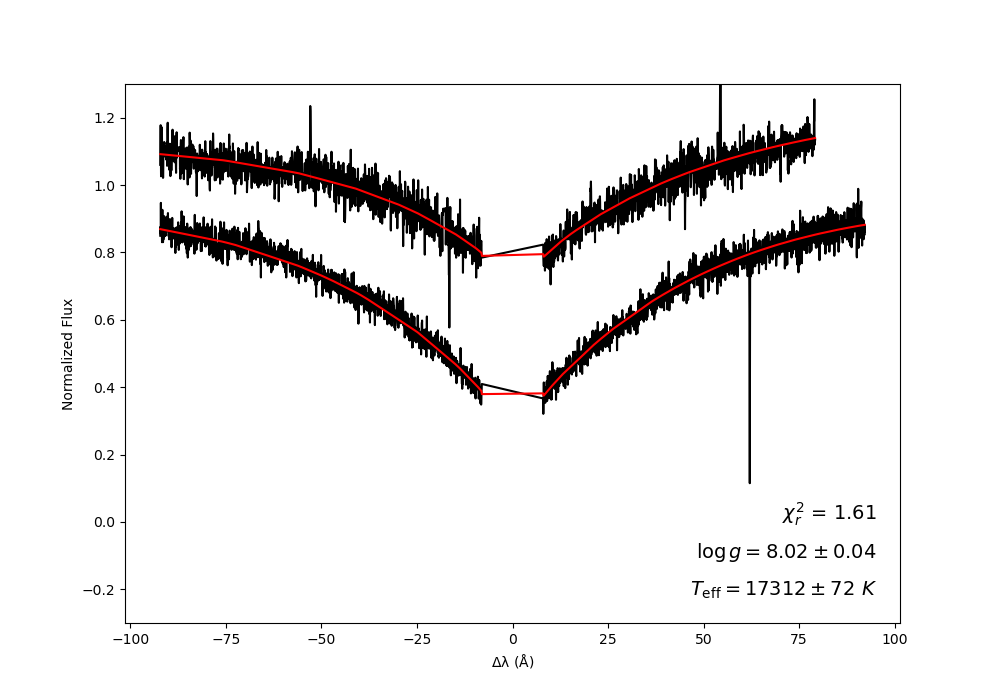 Normalized Flux
1.2
1.0
0.8
0.6
0.4
0.2
0.0
−0.2
χ²ᵣ = 1.61
log g = 8.02 ± 0.04
T_eff = 17312 ± 72 K
−100 −75 −50 −25 0 25 50 75 100
Δλ (Å)